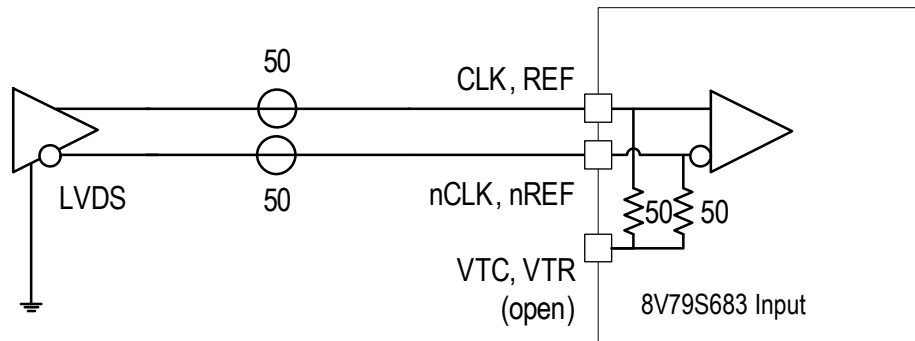 50
CLK, REF
LVDS
50
nCLK, nREF
50
50
VTC, VTR
(open)
8V79S683 Input